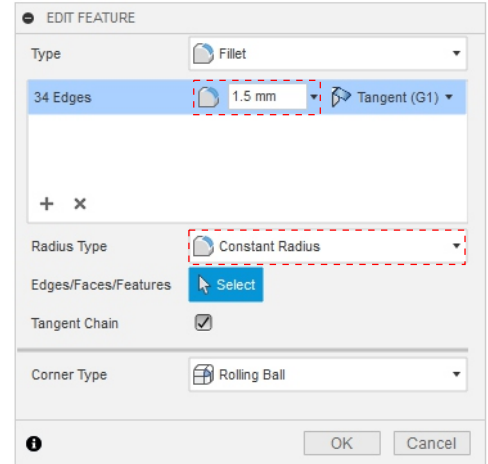 EDIT FEATURE
Type Fillet
34 Edges 1.5 mm Tangent (G1)
Radius Type Constant Radius
Edges/Faces/Features Select
Tangent Chain
Corner Type Rolling Ball
OK Cancel